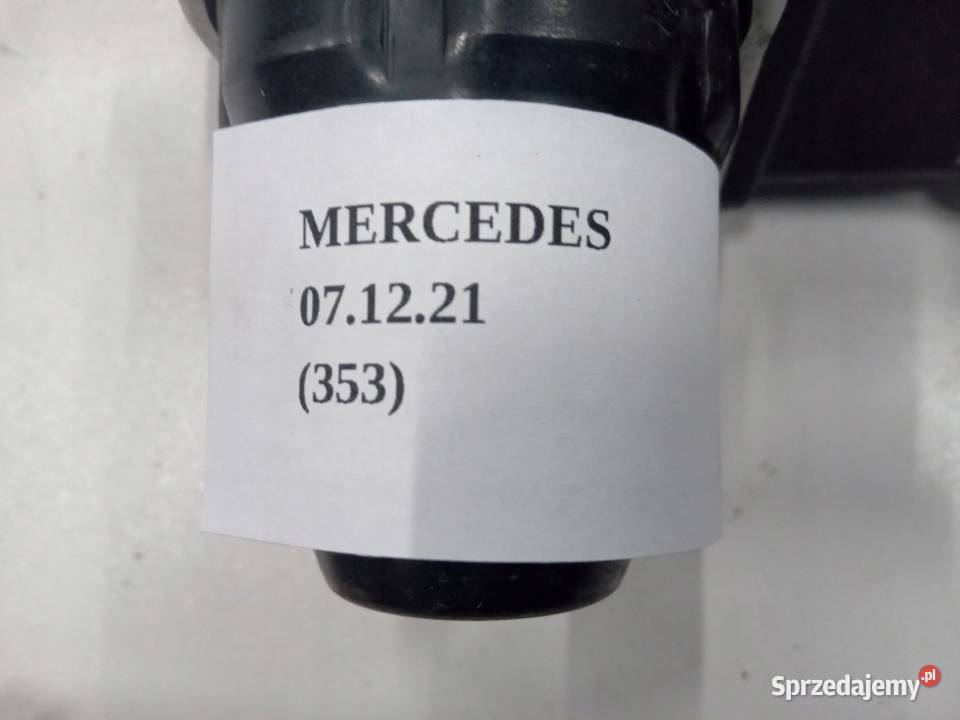 MERCEDES
07.12.21
(353)
Sprzedajemy.pl